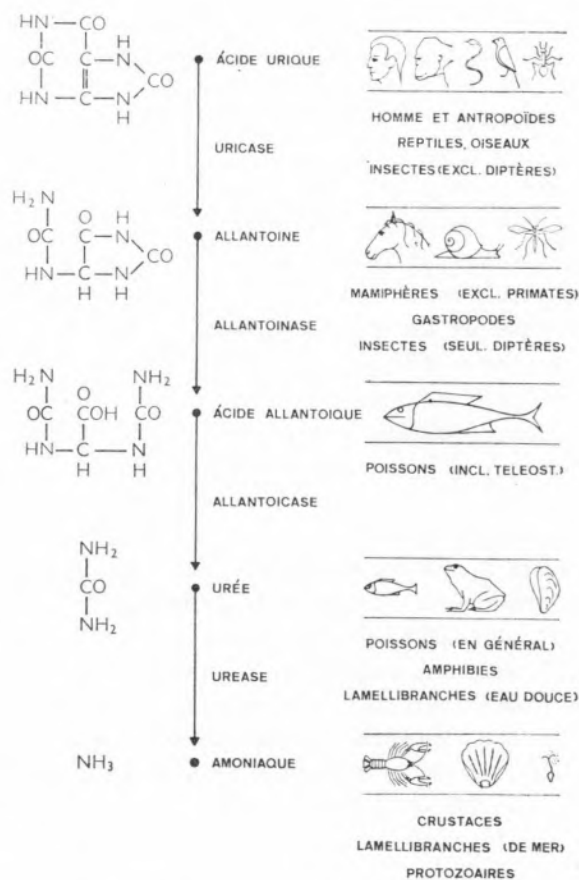 HN — CO
OC C — N
CO
HN — C — N
H
H
ÁCIDE URIQUE
HOMME ET ANTROPOÏDES
REPTILES, OISEAUX
INSECTES (EXCL. DIPTÈRES)
URICASE
H₂N
O H
OC C — N
CO
HN — C — N
H H
ALLANTOINE
MAMIPHÈRES (EXCL. PRIMATES)
GASTROPODES
INSECTES (SEUL. DIPTÈRES)
ALLANTOINASE
H₂N O NH₂
OC COH CO
HN — C — N
H H
ÁCIDE ALLANTOIQUE
POISSONS (INCL. TELEOST.)
ALLANTOICASE
NH₂
CO
NH₂
URÉE
POISSONS (EN GÉNÉRAL)
AMPHIBIES
LAMELLIBRANCHES (EAU DOUCE)
UREASE
NH₃
AMONIAQUE
CRUSTACES
LAMELLIBRANCHES (DE MER)
PROTOZOAIRES